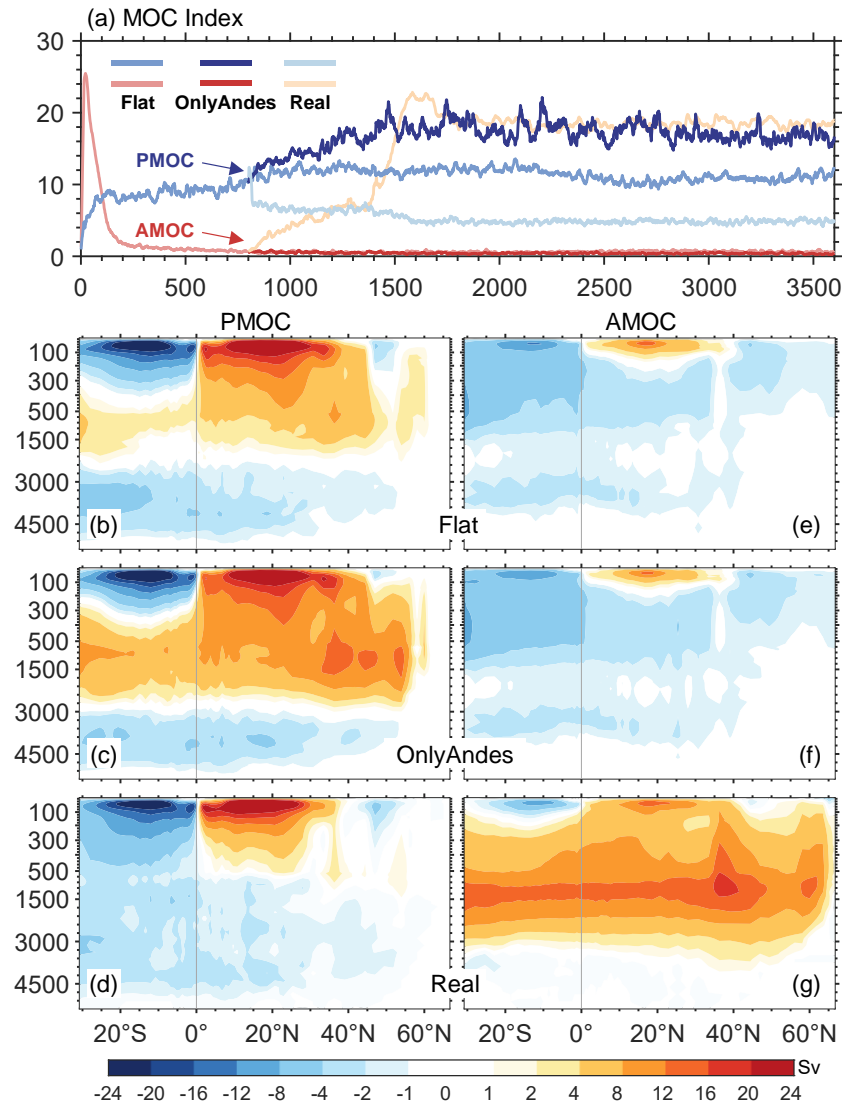 (a) MOC Index
30
20
10
0
Flat OnlyAndes Real
PMOC
AMOC
0 500 1000 1500 2000 2500 3000 3500
PMOC AMOC
100
300
500
1500
3000
4500
(b) Flat (e)
100
300
500
1500
3000
4500
(c) OnlyAndes (f)
100
300
500
1500
3000
4500
(d) Real (g)
20°S 0° 20°N 40°N 60°N 20°S 0° 20°N 40°N 60°N
Sv
-24 -20 -16 -12 -8 -4 -2 -1 0 1 2 4 8 12 16 20 24